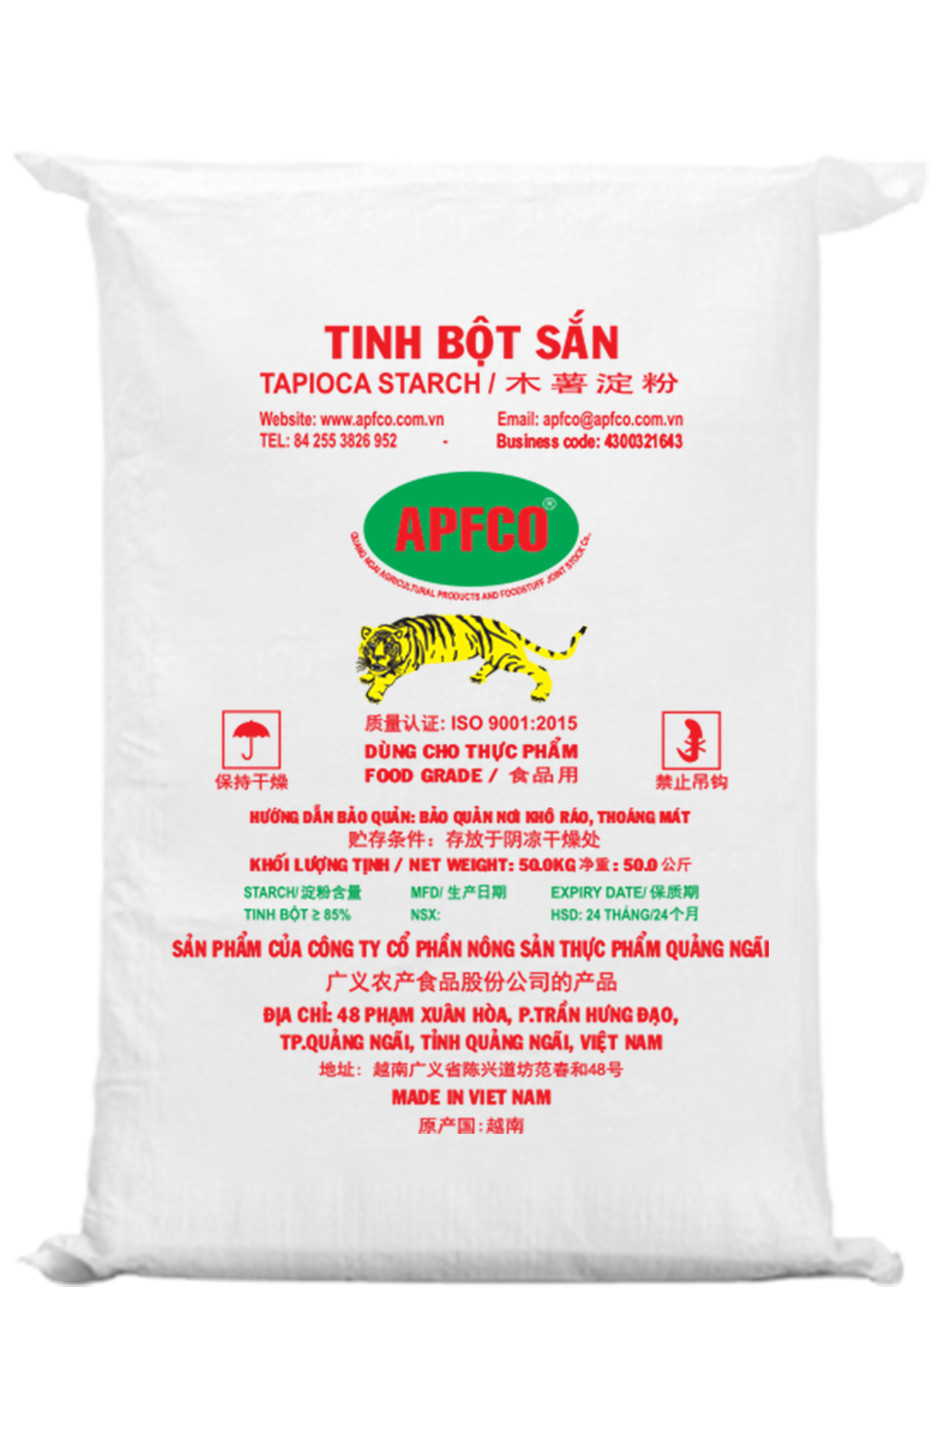 TINH BỘT SẮN
TAPIOCA STARCH / 木薯淀粉
Website: www.apfco.com.vn Email: apfco@apfco.com.vn
TEL: 84 255 3826 952 - Business code: 4300321643
APFCO®
QUANG NGAI AGRICULTURAL PRODUCTS AND FOODSTUFF JOINT STOCK Co.,
质量认证: ISO 9001:2015
DÙNG CHO THỰC PHẨM
FOOD GRADE / 食品用
保持干燥 禁止吊钩
HƯỚNG DẪN BẢO QUẢN: BẢO QUẢN NƠI KHÔ RÁO, THOÁNG MÁT
贮存条件: 存放于阴凉干燥处
KHỐI LƯỢNG TỊNH / NET WEIGHT: 50.0KG 净重: 50.0 公斤
STARCH/ 淀粉含量 MFD/ 生产日期 EXPIRY DATE/ 保质期
TINH BỘT ≥ 85% NSX: HSD: 24 THÁNG/24个月
SẢN PHẨM CỦA CÔNG TY CỔ PHẦN NÔNG SẢN THỰC PHẨM QUẢNG NGÃI
广义农产食品股份公司的产品
ĐỊA CHỈ: 48 PHẠM XUÂN HÒA, P.TRẦN HƯNG ĐẠO,
TP.QUẢNG NGÃI, TỈNH QUẢNG NGÃI, VIỆT NAM
地址: 越南广义省陈兴道坊范春和48号
MADE IN VIET NAM
原产国:越南